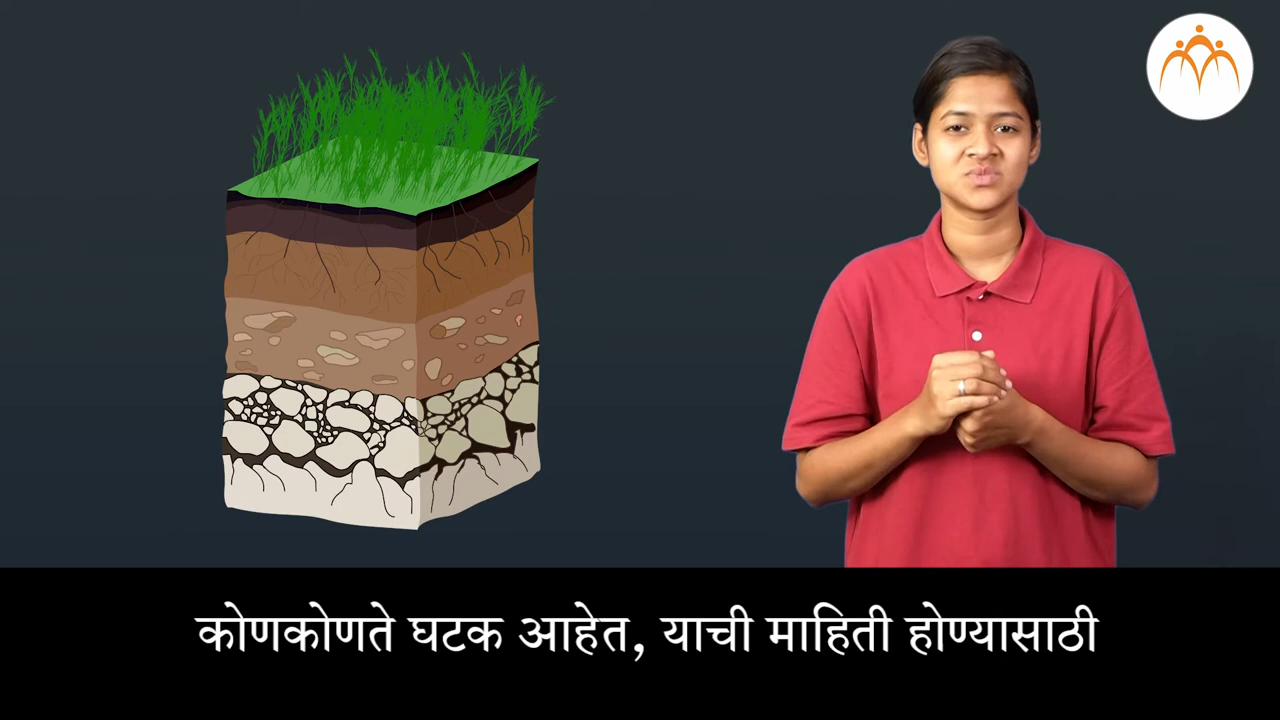 कोणकोणते घटक आहेत, याची माहिती होण्यासाठी